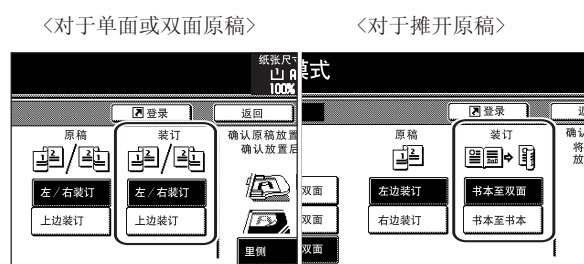 〈对于单面或双面原稿〉
纸张尺寸
100%
登录
返回
原稿
装订
确认原稿放置
确认放置后
左/右装订
左/右装订
上边装订
上边装订
里侧
〈对于摊开原稿〉
模式
登录
返
原稿
装订
确认
将
放
双面
左边装订
书本至双面
双面
右边装订
书本至书本
双面